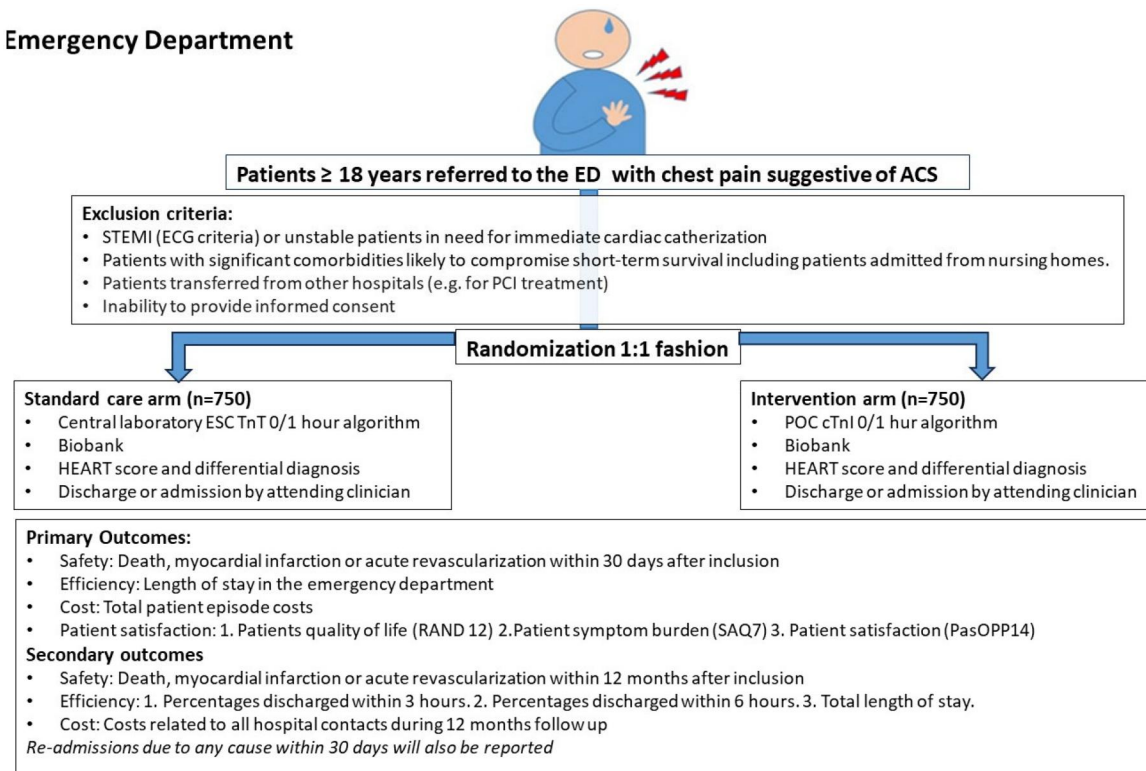 Emergency Department
Patients ≥ 18 years referred to the ED with chest pain suggestive of ACS
Exclusion criteria:
• STEMI (ECG criteria) or unstable patients in need for immediate cardiac catherization
• Patients with significant comorbidities likely to compromise short-term survival including patients admitted from nursing homes.
• Patients transferred from other hospitals (e.g. for PCI treatment)
• Inability to provide informed consent
Randomization 1:1 fashion
Standard care arm (n=750)
• Central laboratory ESC TnT 0/1 hour algorithm
• Biobank
• HEART score and differential diagnosis
• Discharge or admission by attending clinician
Intervention arm (n=750)
• POC cTnI 0/1 hur algorithm
• Biobank
• HEART score and differential diagnosis
• Discharge or admission by attending clinician
Primary Outcomes:
• Safety: Death, myocardial infarction or acute revascularization within 30 days after inclusion
• Efficiency: Length of stay in the emergency department
• Cost: Total patient episode costs
• Patient satisfaction: 1. Patients quality of life (RAND 12) 2.Patient symptom burden (SAQ7) 3. Patient satisfaction (PasOPP14)
Secondary outcomes
• Safety: Death, myocardial infarction or acute revascularization within 12 months after inclusion
• Efficiency: 1. Percentages discharged within 3 hours. 2. Percentages discharged within 6 hours. 3. Total length of stay.
• Cost: Costs related to all hospital contacts during 12 months follow up
Re-admissions due to any cause within 30 days will also be reported